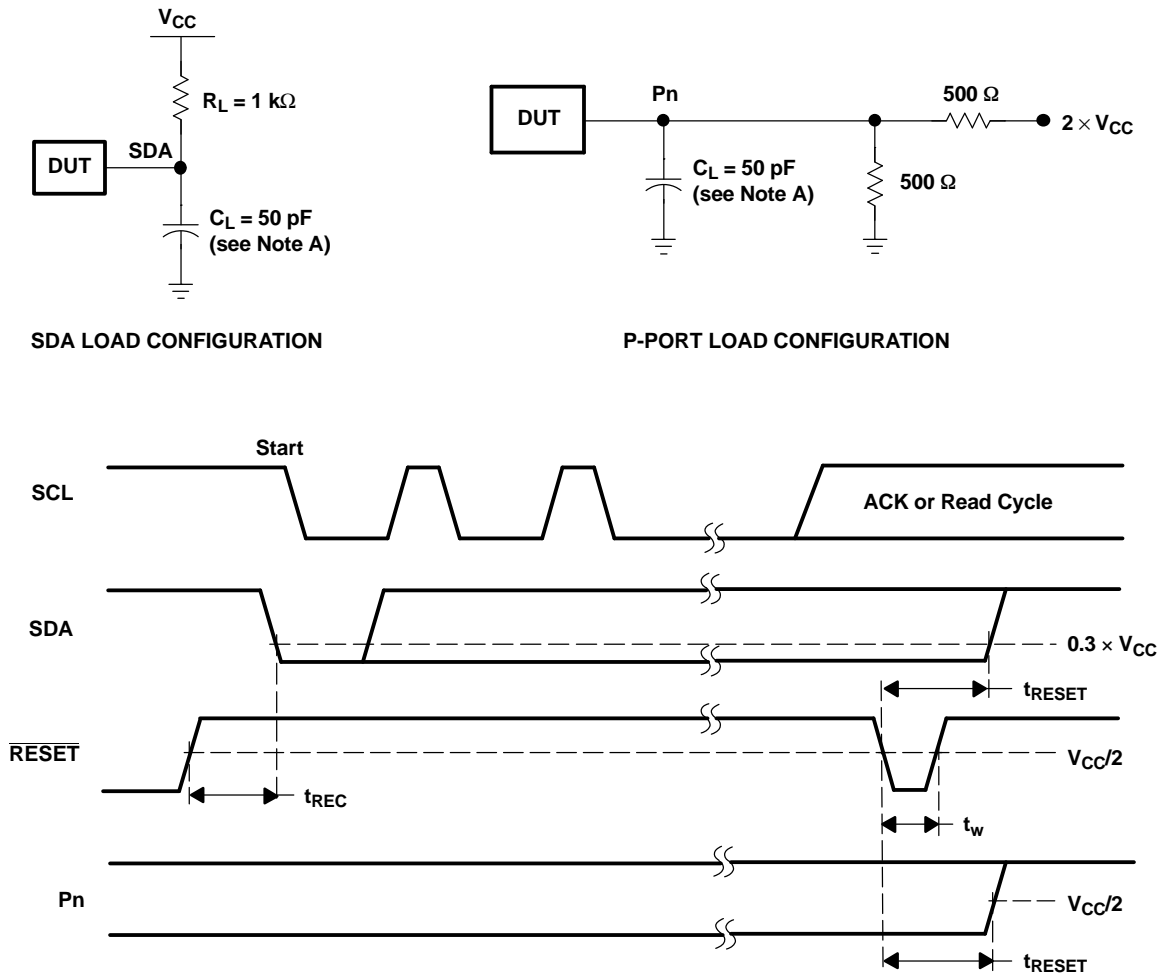 VCC
RL = 1 kΩ
DUT
SDA
CL = 50 pF
(see Note A)
SDA LOAD CONFIGURATION
DUT
Pn
500 Ω
2 × VCC
CL = 50 pF
(see Note A)
500 Ω
P-PORT LOAD CONFIGURATION
Start
SCL
ACK or Read Cycle
SDA
0.3 × VCC
tRESET
RESET
VCC/2
tREC
tw
Pn
VCC/2
tRESET